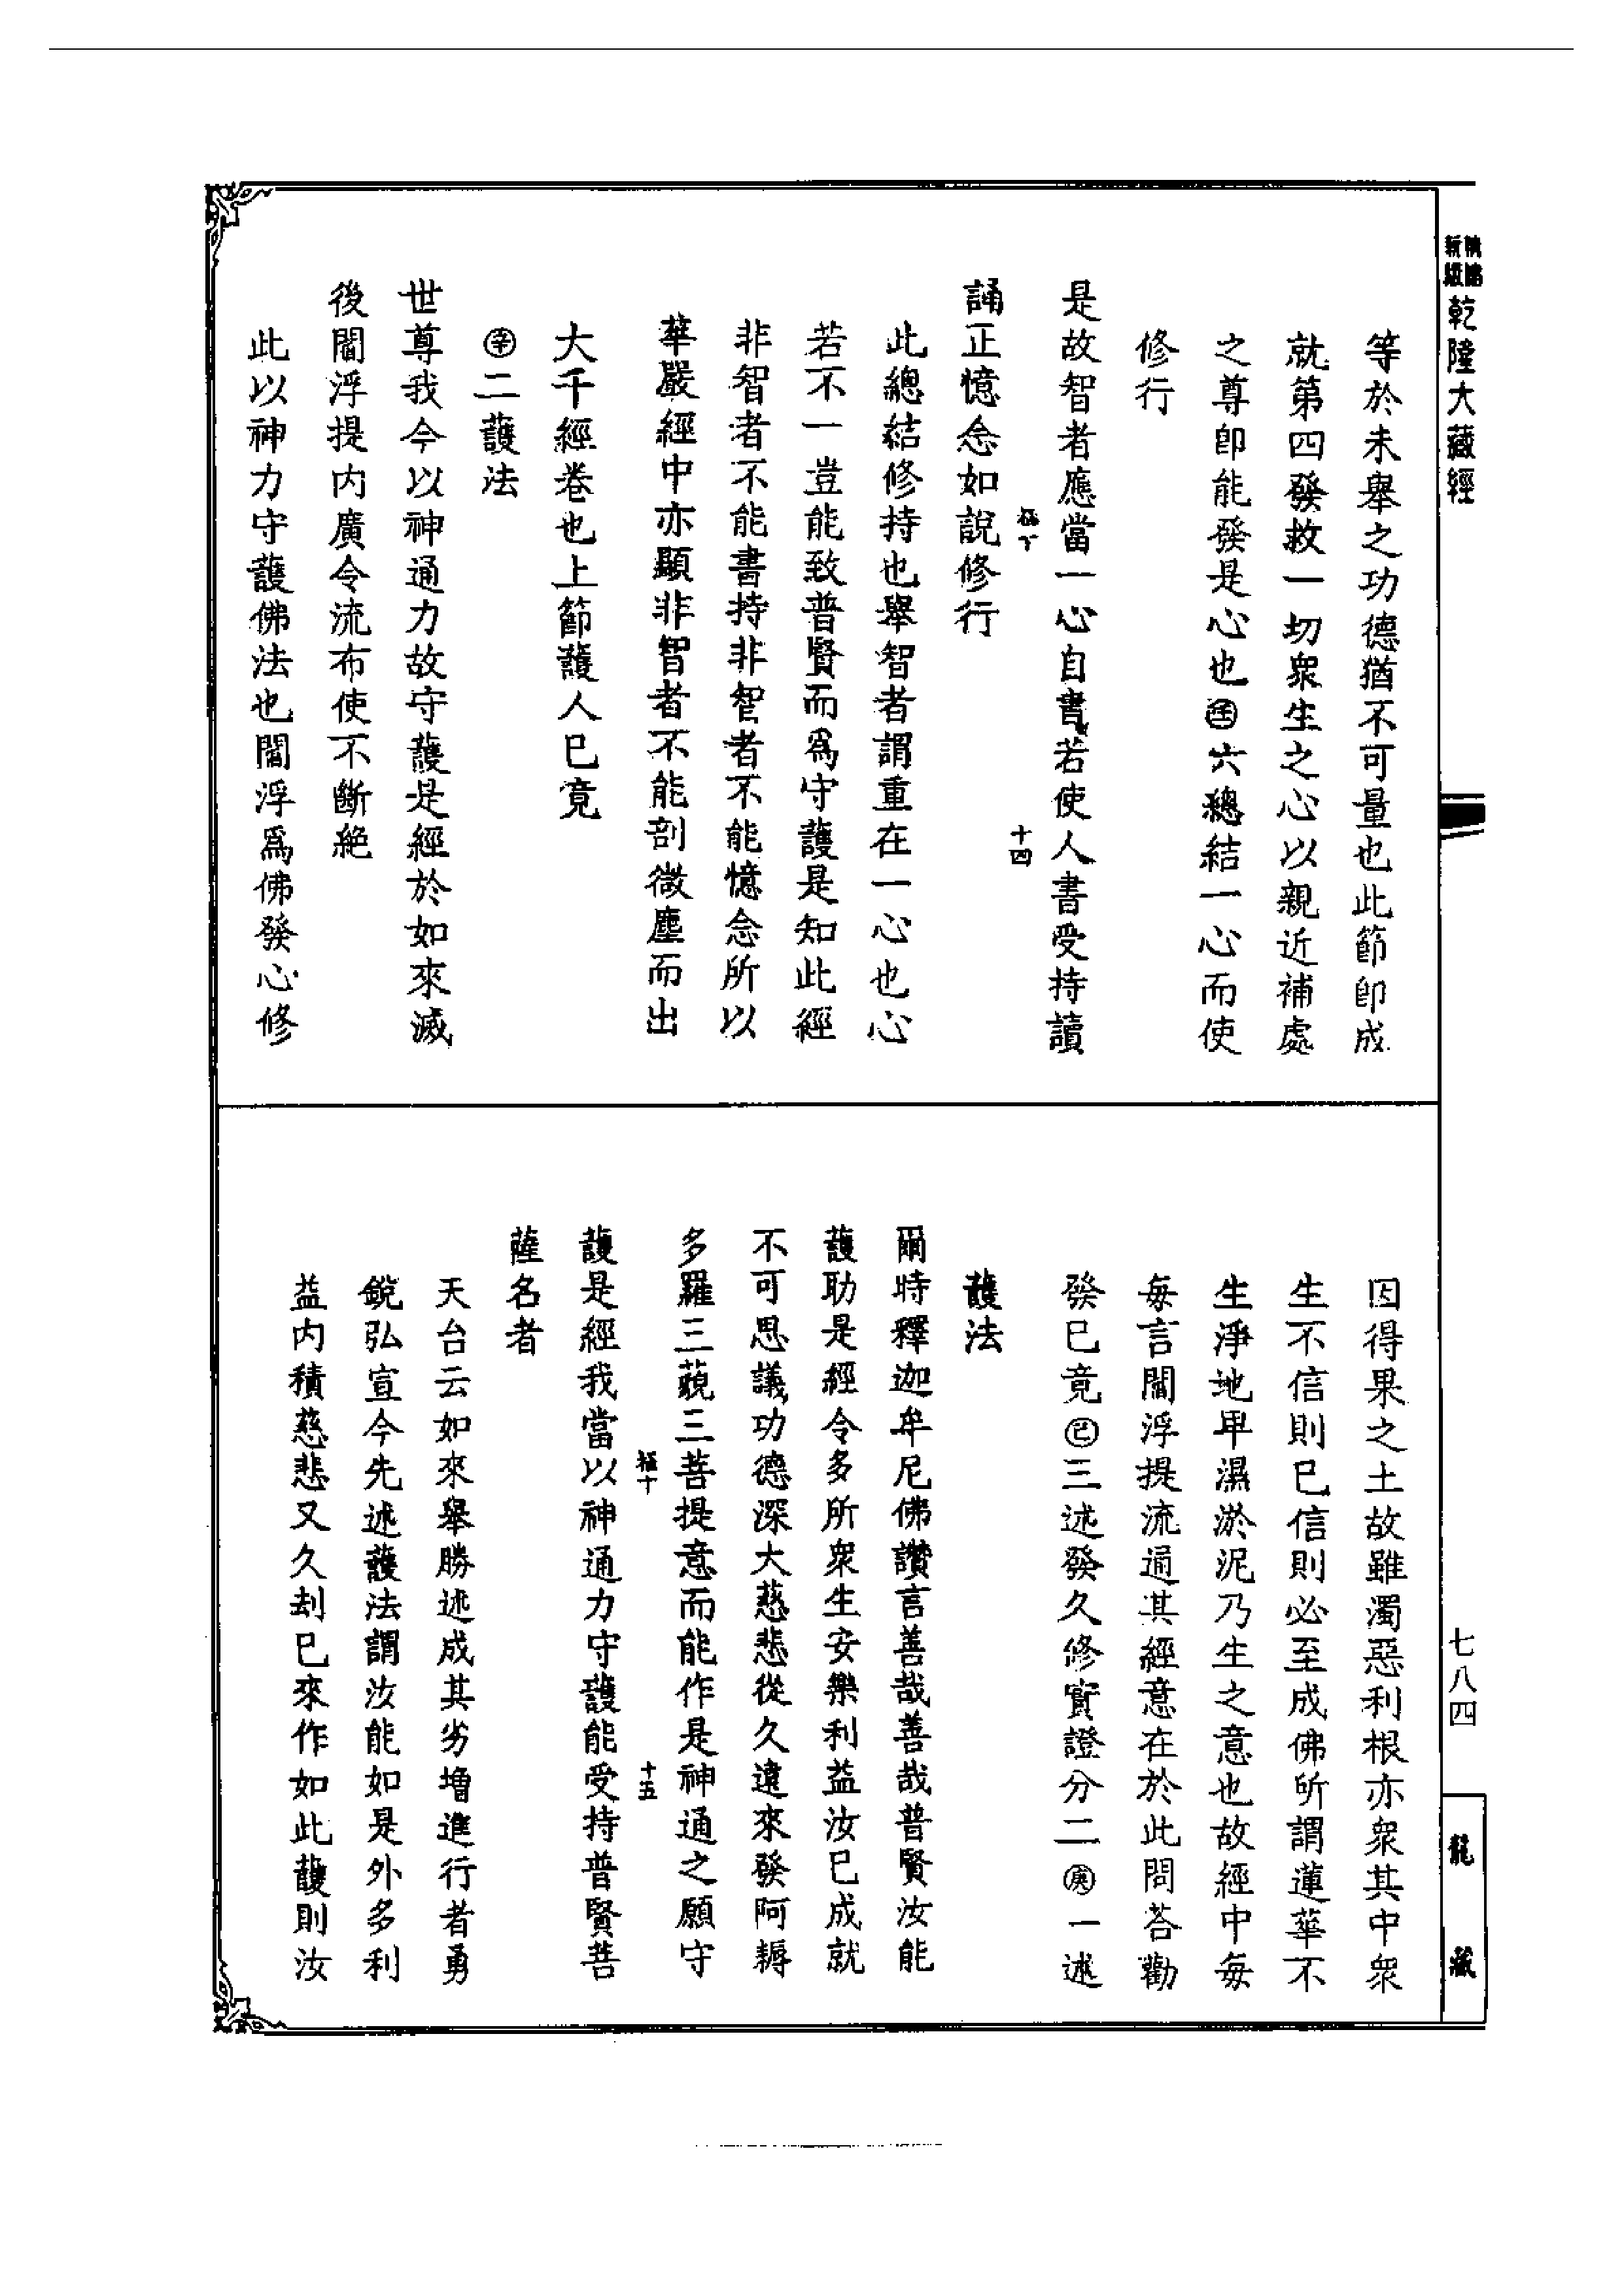 乾隆大藏經
等於未舉之功德猶不可量也此節卽成
就第四發救一切衆生之心以親近補處
之尊卽能發是心也㊁六總結一心而使
修行
是故智者應當一心自書若使人書受持讀
十四
誦正憶念如說修行
此總結修持也舉智者謂重在一心也心
若不一豈能致普賢而爲守護是知此經
非智者不能書持非智者不能憶念所以
華嚴經中亦顯非智者不能剖微塵而出
大千經卷也上節護人已竟
㊛二護法
世尊我今以神通力故守護是經於如來滅
後閻浮提內廣令流布使不斷絕
此以神力守護佛法也閻浮爲佛發心修
因得果之土故雖濁惡利根亦衆其中衆
生不信則已信則必至成佛所謂蓮華不
生淨地卑濕淤泥乃生之意也故經中每
每言閻浮提流通其經意在於此問荅勸
發已竟㊁三述發久修實證分二㊁一述
護法
爾時釋迦牟尼佛讚言善哉善哉普賢汝能
護助是經令多所衆生安樂利益汝已成就
不可思議功德深大慈悲從久遠來發阿耨
多羅三藐三菩提意而能作是神通之願守
十五
護是經我當以神通力守護能受持普賢菩
薩名者
天台云如來舉勝述成其劣增進行者勇
銳弘宣今先述護法謂汝能如是外多利
益內積慈悲又久刦已來作如此護則汝
七八四
龍藏